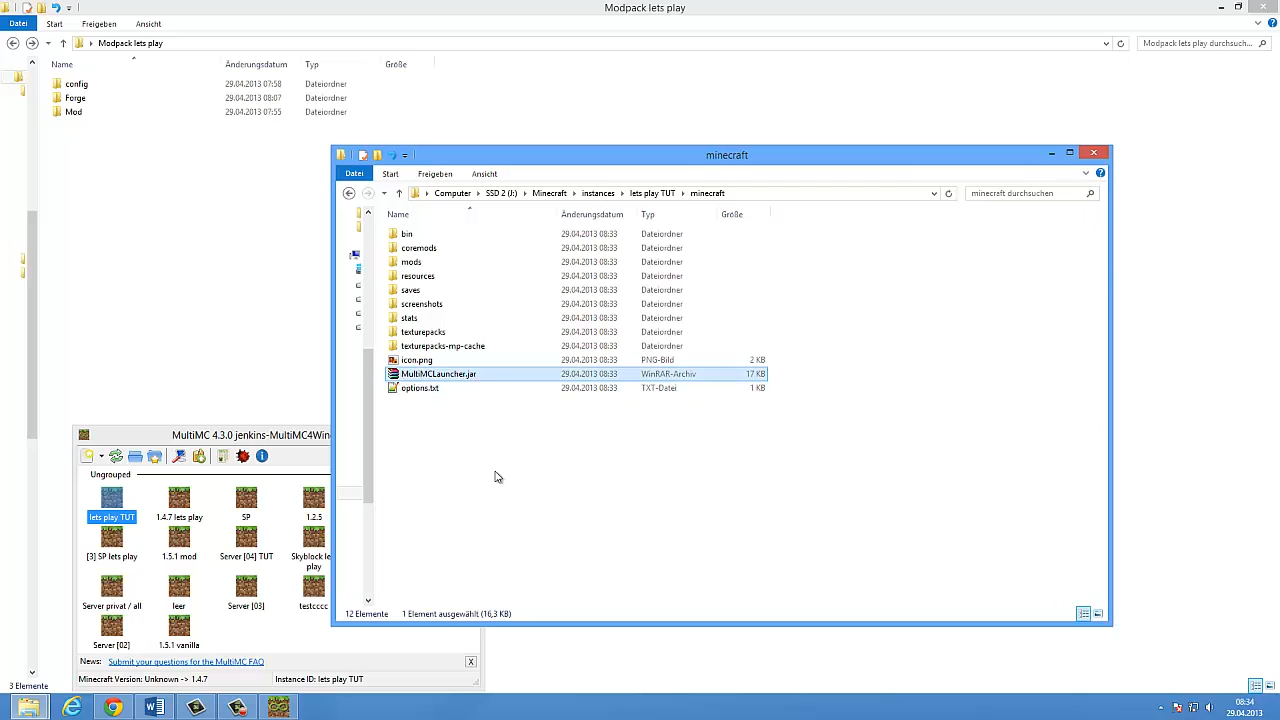 Modpack lets play
Datei Start Freigeben Ansicht
Modpack lets play Modpack lets play durchsuch...
Name Änderungsdatum Typ Größe
config 29.04.2013 07:58 Dateiordner
Forge 29.04.2013 08:07 Dateiordner
Mod 29.04.2013 07:55 Dateiordner
minecraft
Datei Start Freigeben Ansicht
Computer SSD 2 (J:) Minecraft instances lets play TUT minecraft minecraft durchsuchen
Name Änderungsdatum Typ Größe
bin 29.04.2013 08:33 Dateiordner
coremods 29.04.2013 08:33 Dateiordner
mods 29.04.2013 08:33 Dateiordner
resources 29.04.2013 08:33 Dateiordner
saves 29.04.2013 08:33 Dateiordner
screenshots 29.04.2013 08:33 Dateiordner
stats 29.04.2013 08:33 Dateiordner
texturepacks 29.04.2013 08:33 Dateiordner
texturepacks-mp-cache 29.04.2013 08:33 Dateiordner
icon.png 29.04.2013 08:33 PNG-Bild 2 KB
MultiMCLauncher.jar 29.04.2013 08:33 WinRAR-Archiv 17 KB
options.txt 29.04.2013 08:33 TXT-Datei 1 KB
12 Elemente 1 Element ausgewählt (16,3 KB)
MultiMC 4.3.0 jenkins-MultiMC4Win
Ungrouped
lets play TUT 1.4.7 lets play SP 1.2.5
[3] SP lets play 1.5.1 mod Server [04] TUT Skyblock le
play
Server privat / all leer Server [03] testcccc
Server [02] 1.5.1 vanilla
News: Submit your questions for the MultiMC FAQ X
Minecraft Version: Unknown -> 1.4.7 Instance ID: lets play TUT
3 Elemente
08:34
29.04.2013